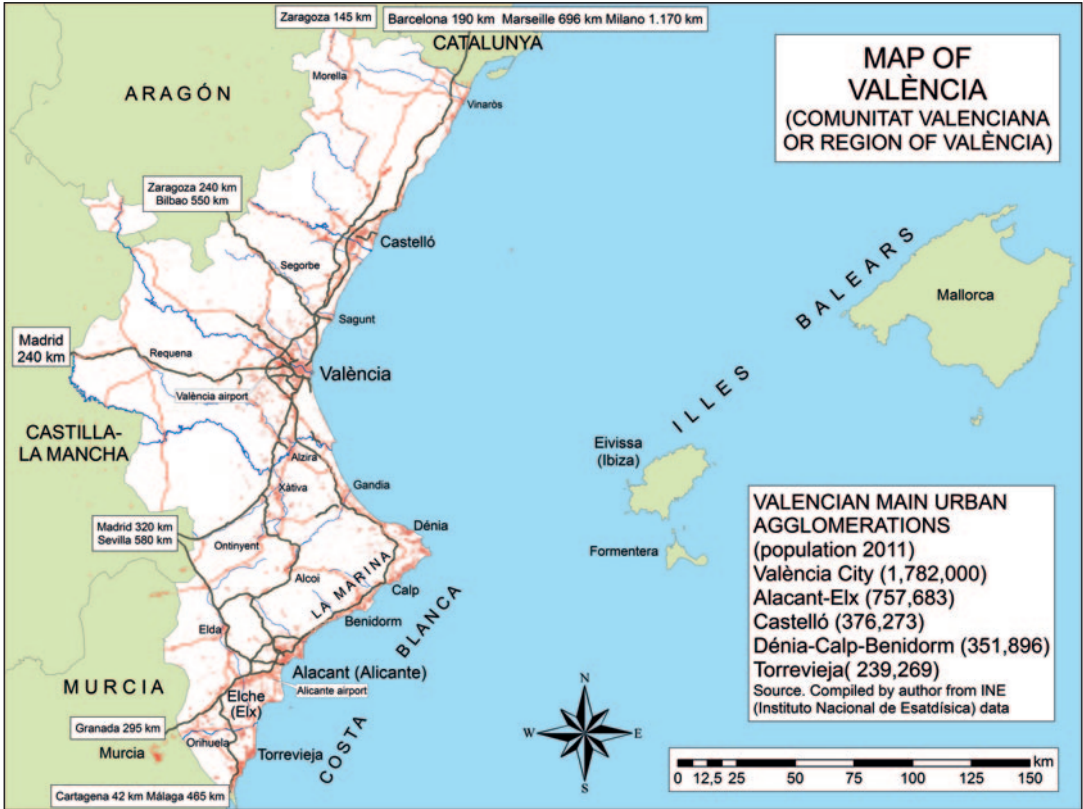 Zaragoza 145 km
Barcelona 190 km Marseille 696 km Milano 1.170 km
CATALUNYA
MAP OF
VALÈNCIA
(COMUNITAT VALENCIANA
OR REGION OF VALÈNCIA)
ARAGÓN
Morella
Vinaròs
Zaragoza 240 km
Bilbao 550 km
Castelló
Segorbe
Sagunt
ILLES BALEARS
Mallorca
Madrid
240 km
Requena
València
València airport
CASTILLA-
LA MANCHA
Eivissa
(Ibiza)
Alzira
Xàtiva
Gandia
Madrid 320 km
Sevilla 580 km
Ontinyent
Dénia
Formentera
Alcoi
LA MARINA
Calp
Benidorm
Elda
COSTA BLANCA
Alacant (Alicante)
Alicante airport
MURCIA
Elche
(Elx)
Granada 295 km
Murcia
Orihuela
Torrevieja
Cartagena 42 km Málaga 465 km
VALENCIAN MAIN URBAN
AGGLOMERATIONS
(population 2011)
València City (1,782,000)
Alacant-Elx (757,683)
Castelló (376,273)
Dénia-Calp-Benidorm (351,896)
Torrevieja( 239,269)
Source. Compiled by author from INE
(Instituto Nacional de Esatdísica) data
N
W E
S
km
0 12,5 25 50 75 100 125 150